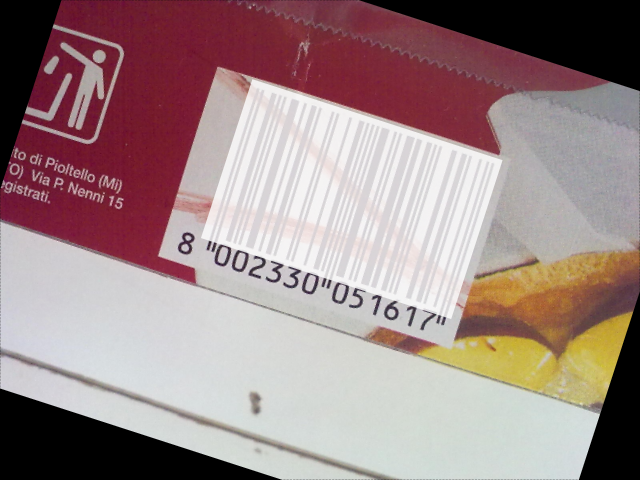 to di Pioltello (Mi)
O) Via P. Nenni 15
egistrati.
8 "002330"051617"